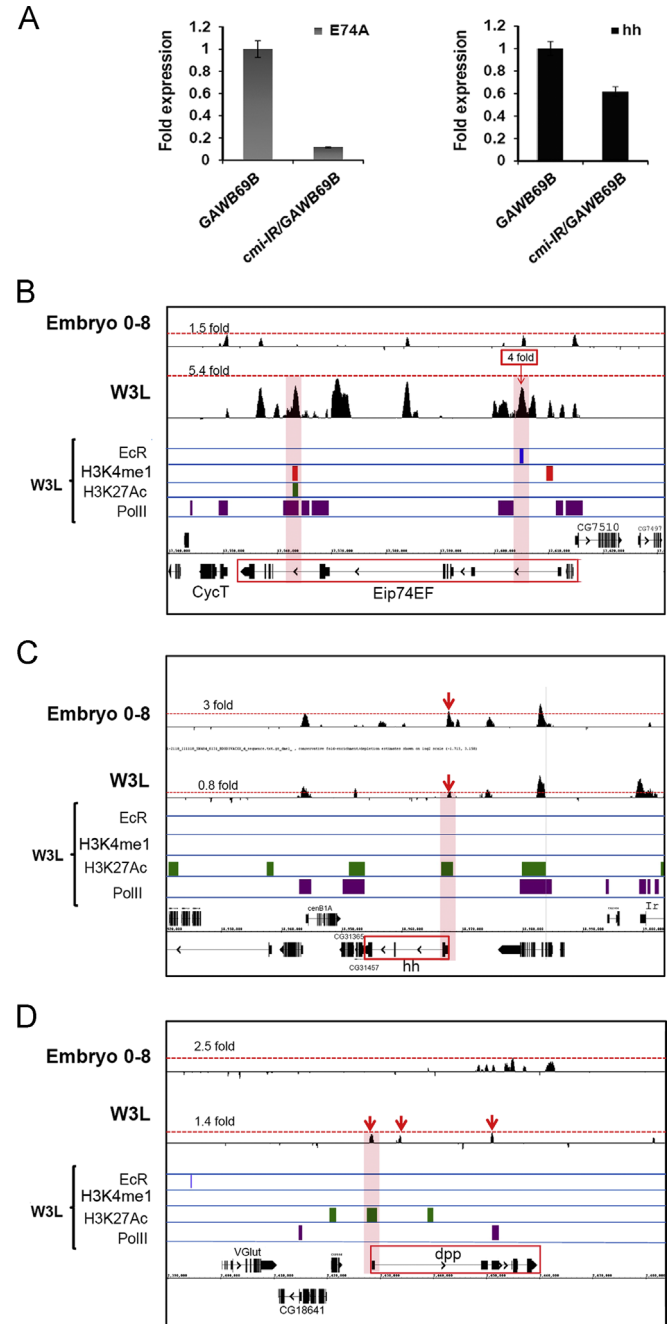 A
Fold expression
1.2
1
0.8
0.6
0.4
0.2
0
E74A
GAWB69B
cmi-IR/GAWB69B
Fold expression
1.2
1
0.8
0.6
0.4
0.2
0
hh
GAWB69B
cmi-IR/GAWB69B
B
Embryo 0-8
1.5 fold
4 fold
5.4 fold
W3L
W3L
EcR
H3K4me1
H3K27Ac
PolII
CG7510
CG7497
CycT
Eip74EF
C
Embryo 0-8
3 fold
W3L
0.8 fold
W3L
EcR
H3K4me1
H3K27Ac
PolII
cenB1A
Ir
CG31365
CG31457
hh
D
Embryo 0-8
2.5 fold
W3L
1.4 fold
W3L
EcR
H3K4me1
H3K27Ac
PolII
VGlut
dpp
CG18641